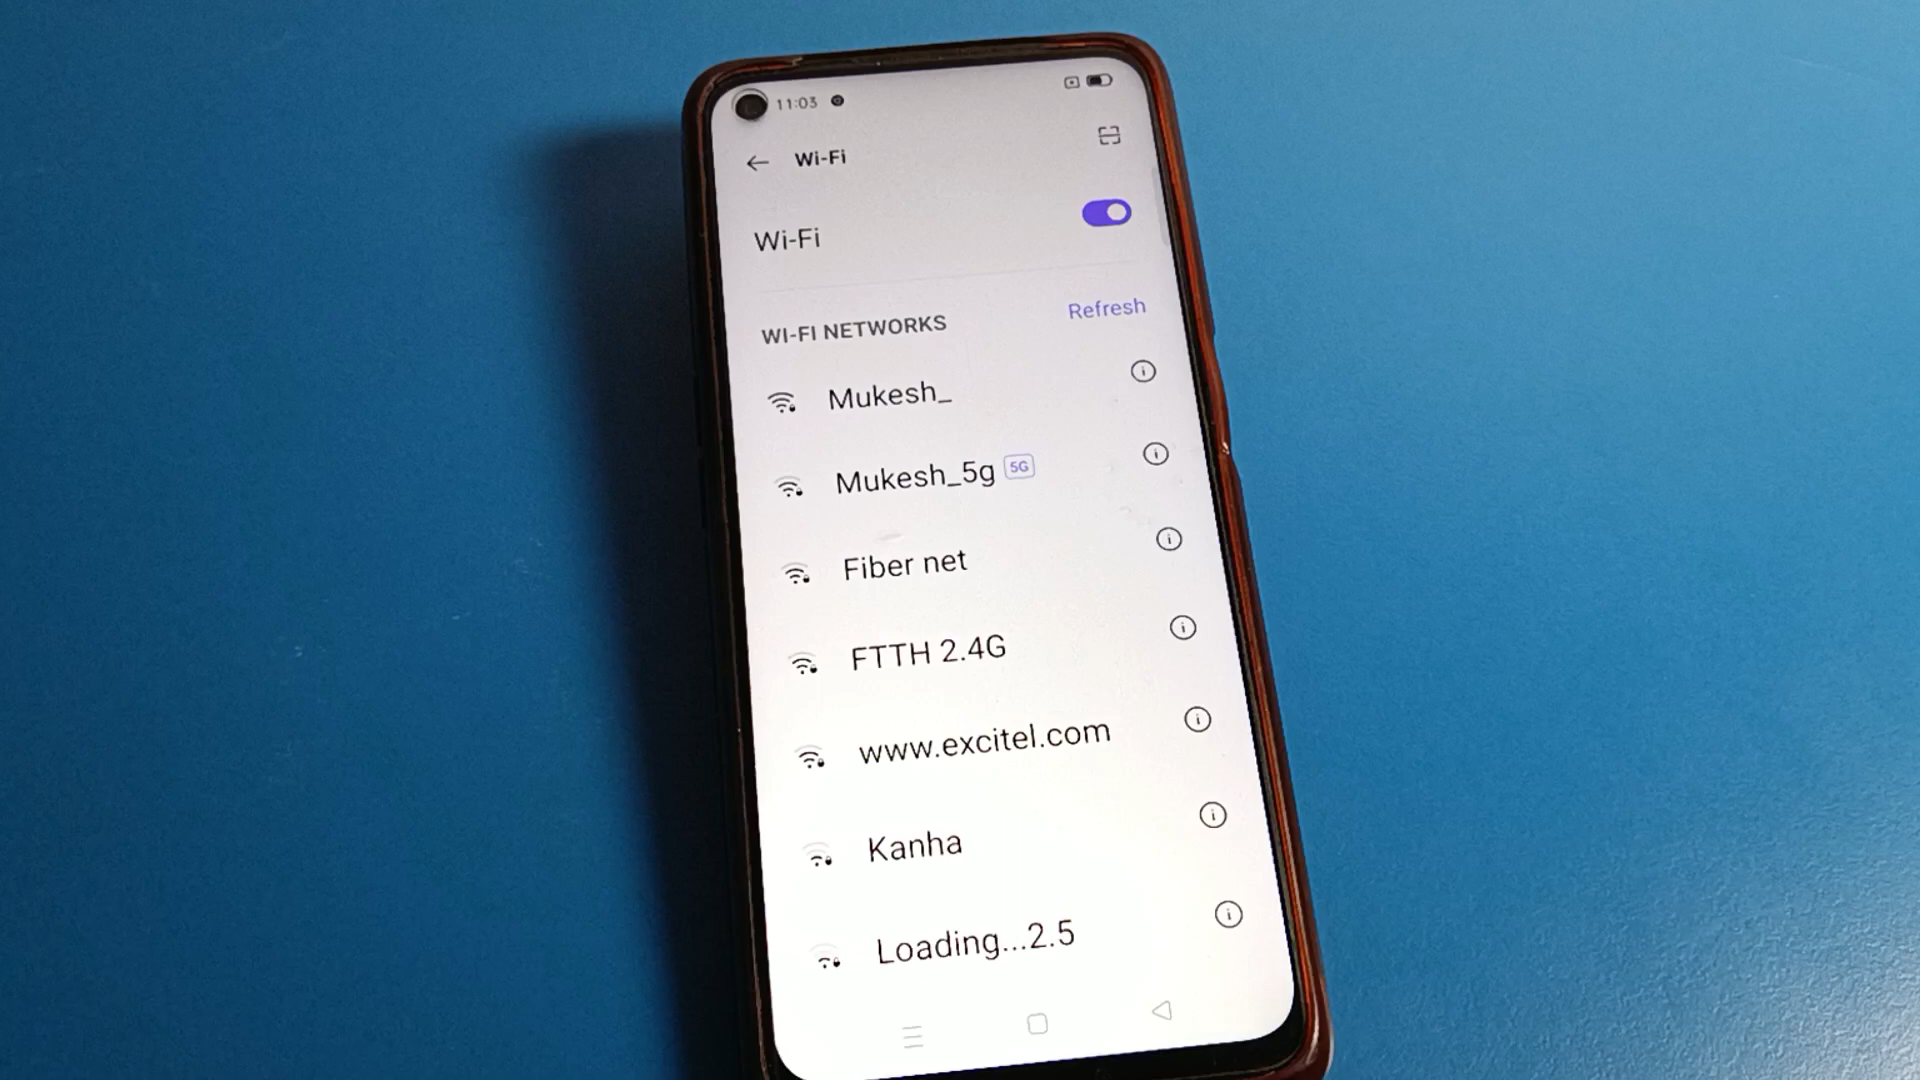 11:03
Wi-Fi
Wi-Fi
WI-FI NETWORKS Refresh
Mukesh_
Mukesh_5g 5G
Fiber net
FTTH 2.4G
www.excitel.com
Kanha
Loading...2.5